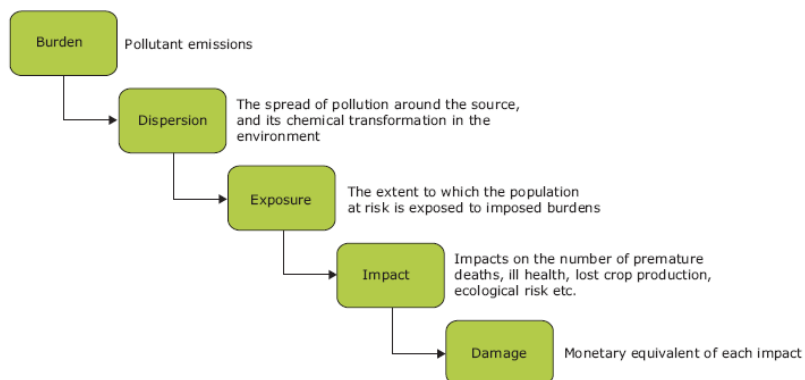 Burden
Pollutant emissions
Dispersion
The spread of pollution around the source,
and its chemical transformation in the
environment
Exposure
The extent to which the population
at risk is exposed to imposed burdens
Impact
Impacts on the number of premature
deaths, ill health, lost crop production,
ecological risk etc.
Damage
Monetary equivalent of each impact